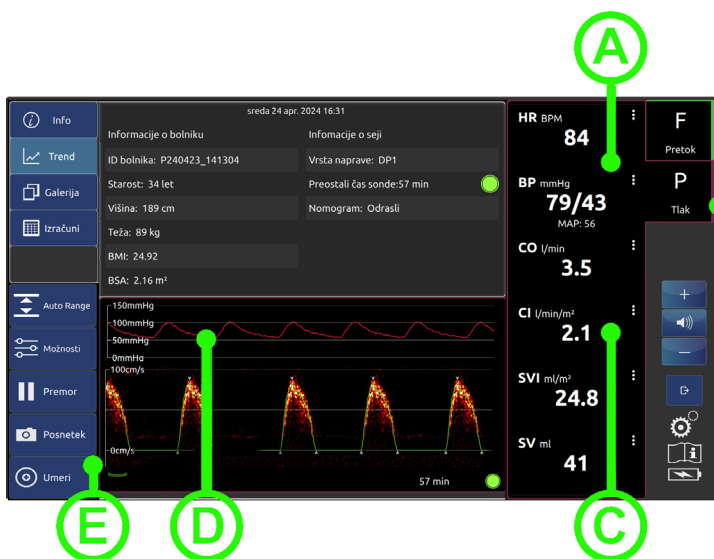 A
sreda 24 apr. 2024 16:31
Info
Trend
Galerija
Izračuni
Auto Range
Možnosti
Premor
Posnetek
Umeri
Informacije o bolniku
ID bolnika: P240423_141304
Starost: 34 let
Višina: 189 cm
Teža: 89 kg
BMI: 24.92
BSA: 2.16 m²
Infomacije o seji
Vrsta naprave: DP1
Preostali čas sonde:57 min
Nomogram: Odrasli
150mmHg
100mmHg
50mmHg
0mmHg
100cm/s
0cm/s
57 min
HR BPM
84
BP mmHg
79/43
MAP: 56
CO l/min
3.5
CI l/min/m²
2.1
SVI ml/m²
24.8
SV ml
41
F
Pretok
P
Tlak
+
−
i
E
D
C